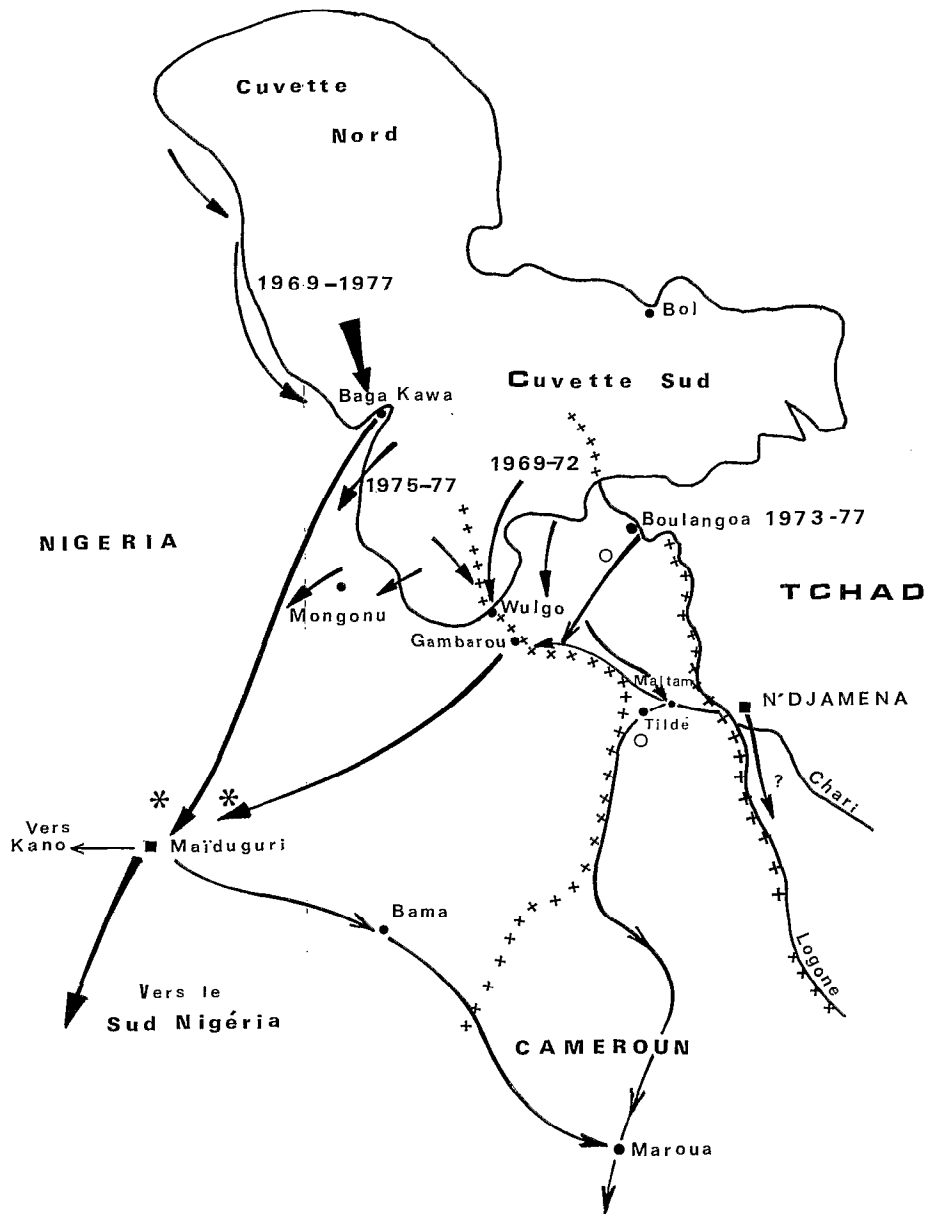 Cuvette
Nord
1969-1977
Bol
Baga Kawa
Cuvette Sud
1975-77
1969-72
Boulangoa 1973-77
NIGERIA
TCHAD
Mongonu
Wulgo
Gambarou
Maltam
N'DJAMENA
Tilde
?
Chari
Vers
Kano
Maïduguri
Bama
Logone
Vers le
Sud Nigéria
CAMEROUN
Maroua